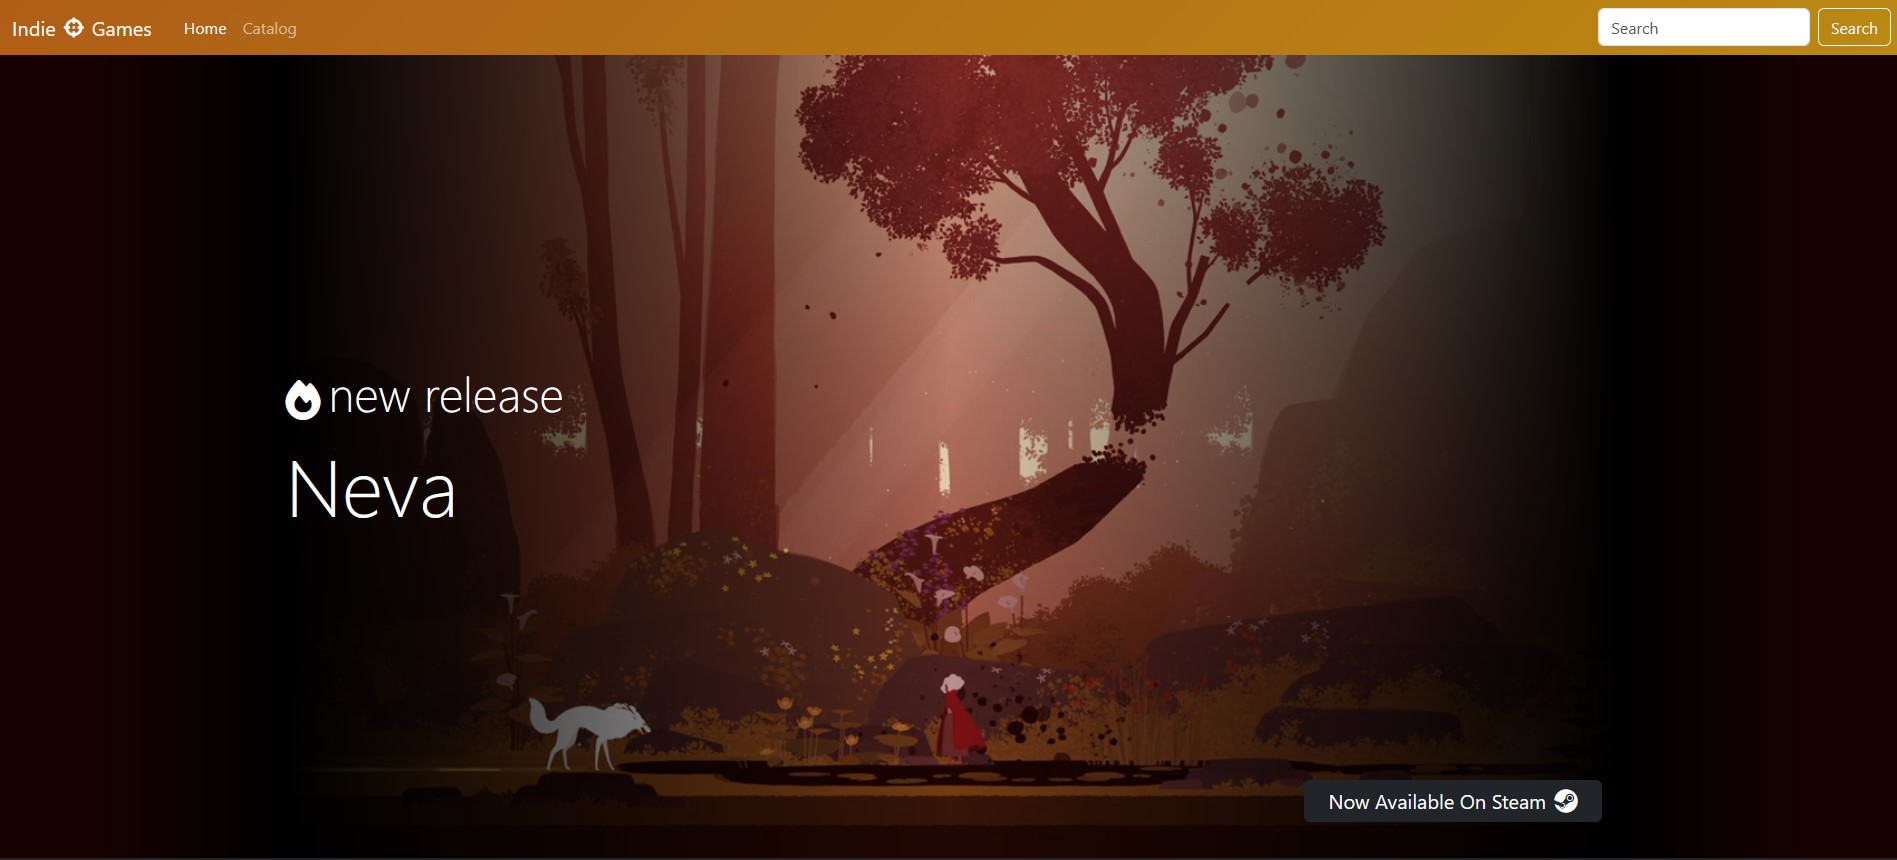 Indie Games
Home
Catalog
Search
Search
new release
Neva
Now Available On Steam